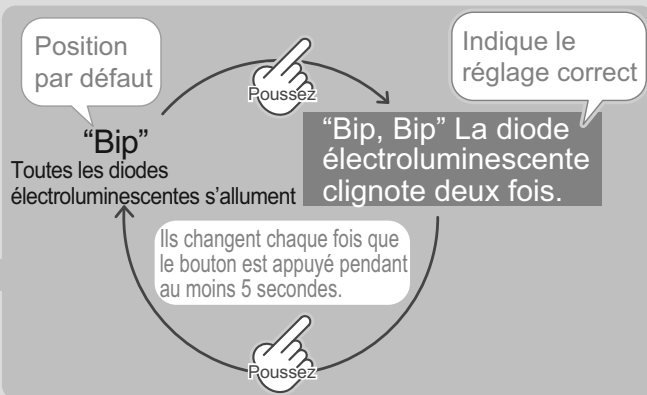 Position
par défaut
Poussez
Indique le
réglage correct
“Bip”
Toutes les diodes
électroluminescentes s’allument
“Bip, Bip” La diode
électroluminescente
clignote deux fois.
Ils changent chaque fois que
le bouton est appuyé pendant
au moins 5 secondes.
Poussez